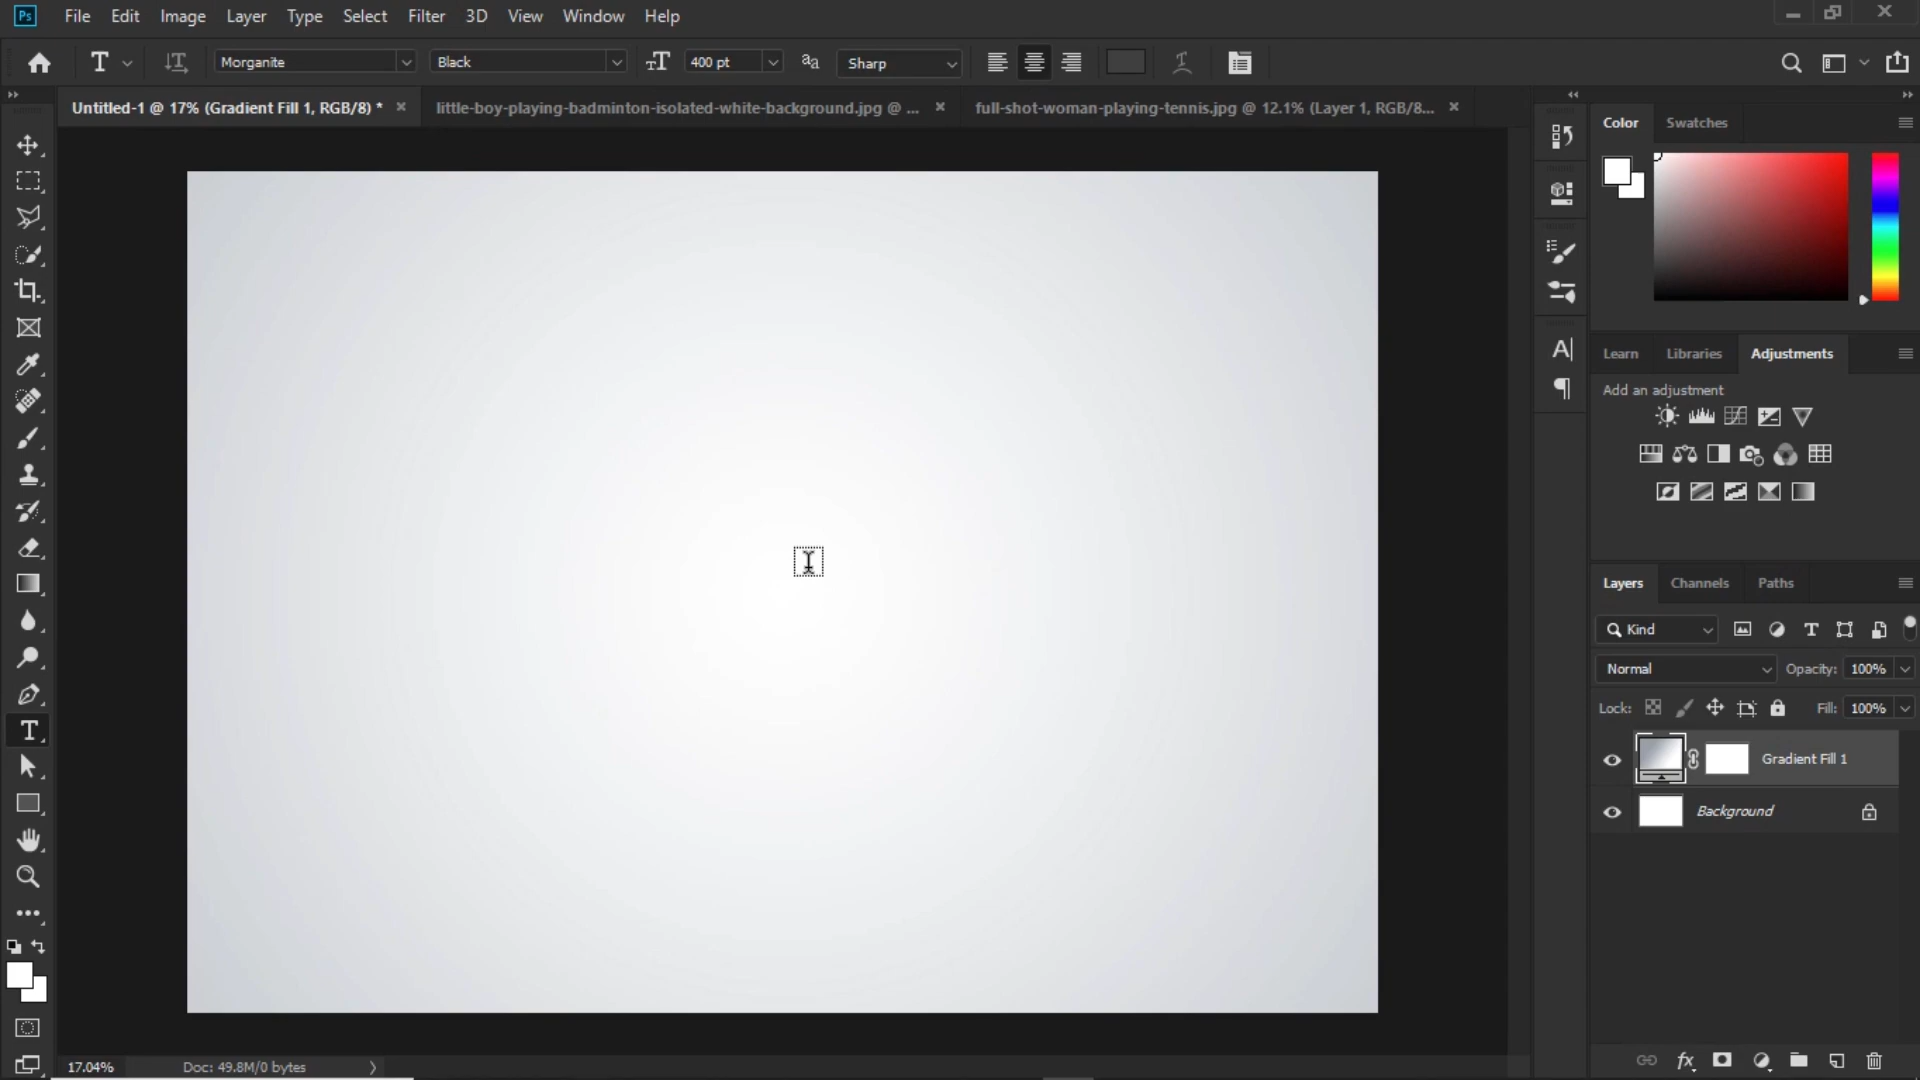 Ps File Edit Image Layer Type Select Filter 3D View Window Help
T Morganite Black 400 pt aa Sharp
Untitled-1 @ 17% (Gradient Fill 1, RGB/8) * × little-boy-playing-badminton-isolated-white-background.jpg @ ... × full-shot-woman-playing-tennis.jpg @ 12.1% (Layer 1, RGB/8... ×
Color Swatches
Learn Libraries Adjustments
Add an adjustment
Layers Channels Paths
Kind
Normal Opacity: 100%
Lock: Fill: 100%
Gradient Fill 1
Background
17.04% Doc: 49.8M/0 bytes
fx